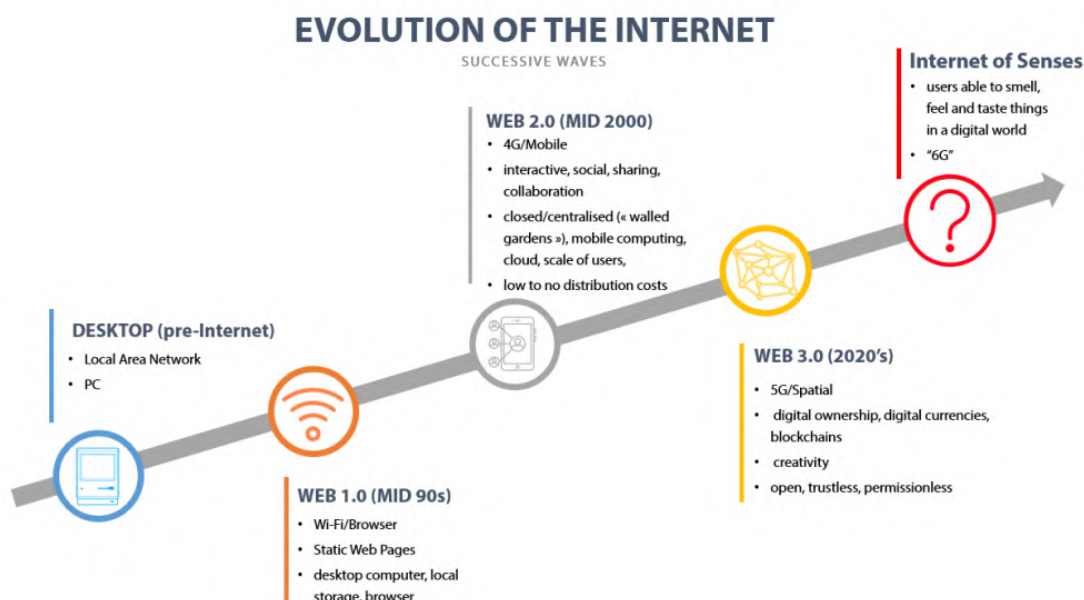 EVOLUTION OF THE INTERNET
SUCCESSIVE WAVES
DESKTOP (pre-Internet)
• Local Area Network
• PC
WEB 1.0 (MID 90s)
• Wi-Fi/Browser
• Static Web Pages
• desktop computer, local
storage, browser
WEB 2.0 (MID 2000)
• 4G/Mobile
• interactive, social, sharing,
collaboration
• closed/centralised (« walled
gardens »), mobile computing,
cloud, scale of users,
• low to no distribution costs
WEB 3.0 (2020’s)
• 5G/Spatial
• digital ownership, digital currencies,
blockchains
• creativity
• open, trustless, permissionless
Internet of Senses
• users able to smell,
feel and taste things
in a digital world
• “6G”
?